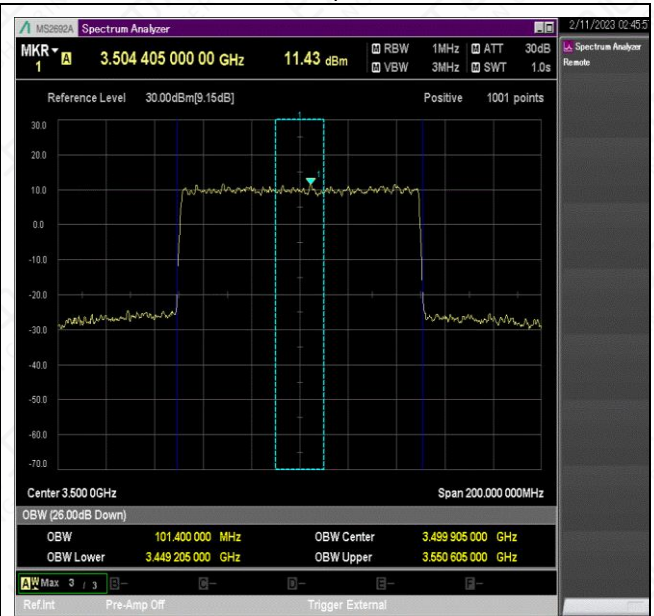 MS2692A Spectrum Analyzer
2/11/2023 02:45:5
MKR 1 A 3.504 405 000 00 GHz 11.43 dBm
RBW 1MHz ATT 30dB
VBW 3MHz SWT 1.0s
Spectrum Analyzer
Remote
Reference Level 30.00dBm[9.15dB] Positive 1001 points
1
30.0
20.0
10.0
0.0
-10.0
-20.0
-30.0
-40.0
-50.0
-60.0
-70.0
Center 3.500 0GHz Span 200.000 000MHz
OBW (26.00dB Down)
OBW 101.400 000 MHz OBW Center 3.499 905 000 GHz
OBW Lower 3.449 205 000 GHz OBW Upper 3.550 605 000 GHz
A W Max 3 / 3 B- C- D- E- F-
Ref.Int Pre-Amp Off Trigger External